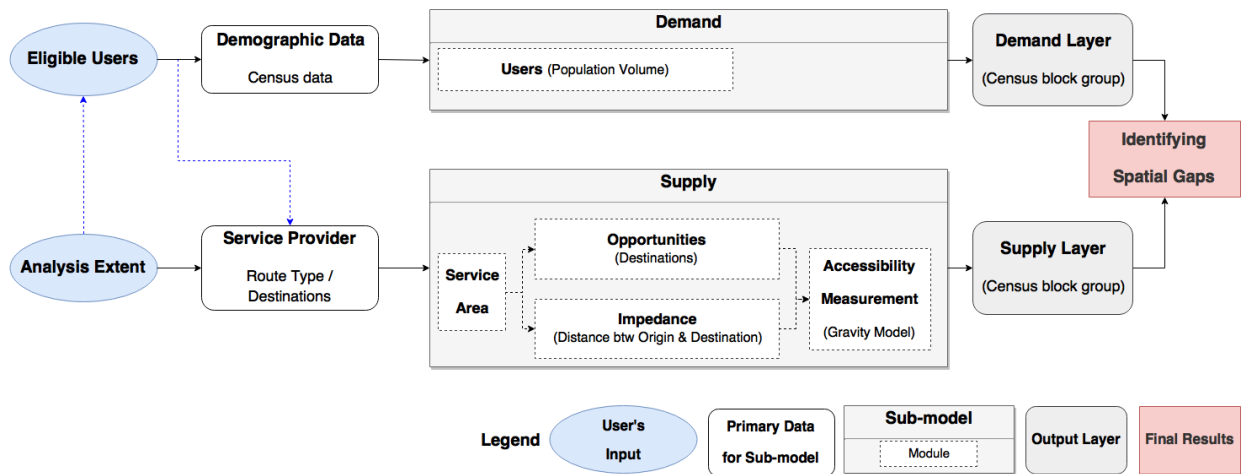 Eligible Users
Demographic Data
Census data
Demand
Users (Population Volume)
Demand Layer
(Census block group)
Identifying
Spatial Gaps
Analysis Extent
Service Provider
Route Type /
Destinations
Supply
Service
Area
Opportunities
(Destinations)
Impedance
(Distance btw Origin & Destination)
Accessibility
Measurement
(Gravity Model)
Supply Layer
(Census block group)
Legend
User's
Input
Primary Data
for Sub-model
Sub-model
Module
Output Layer
Final Results